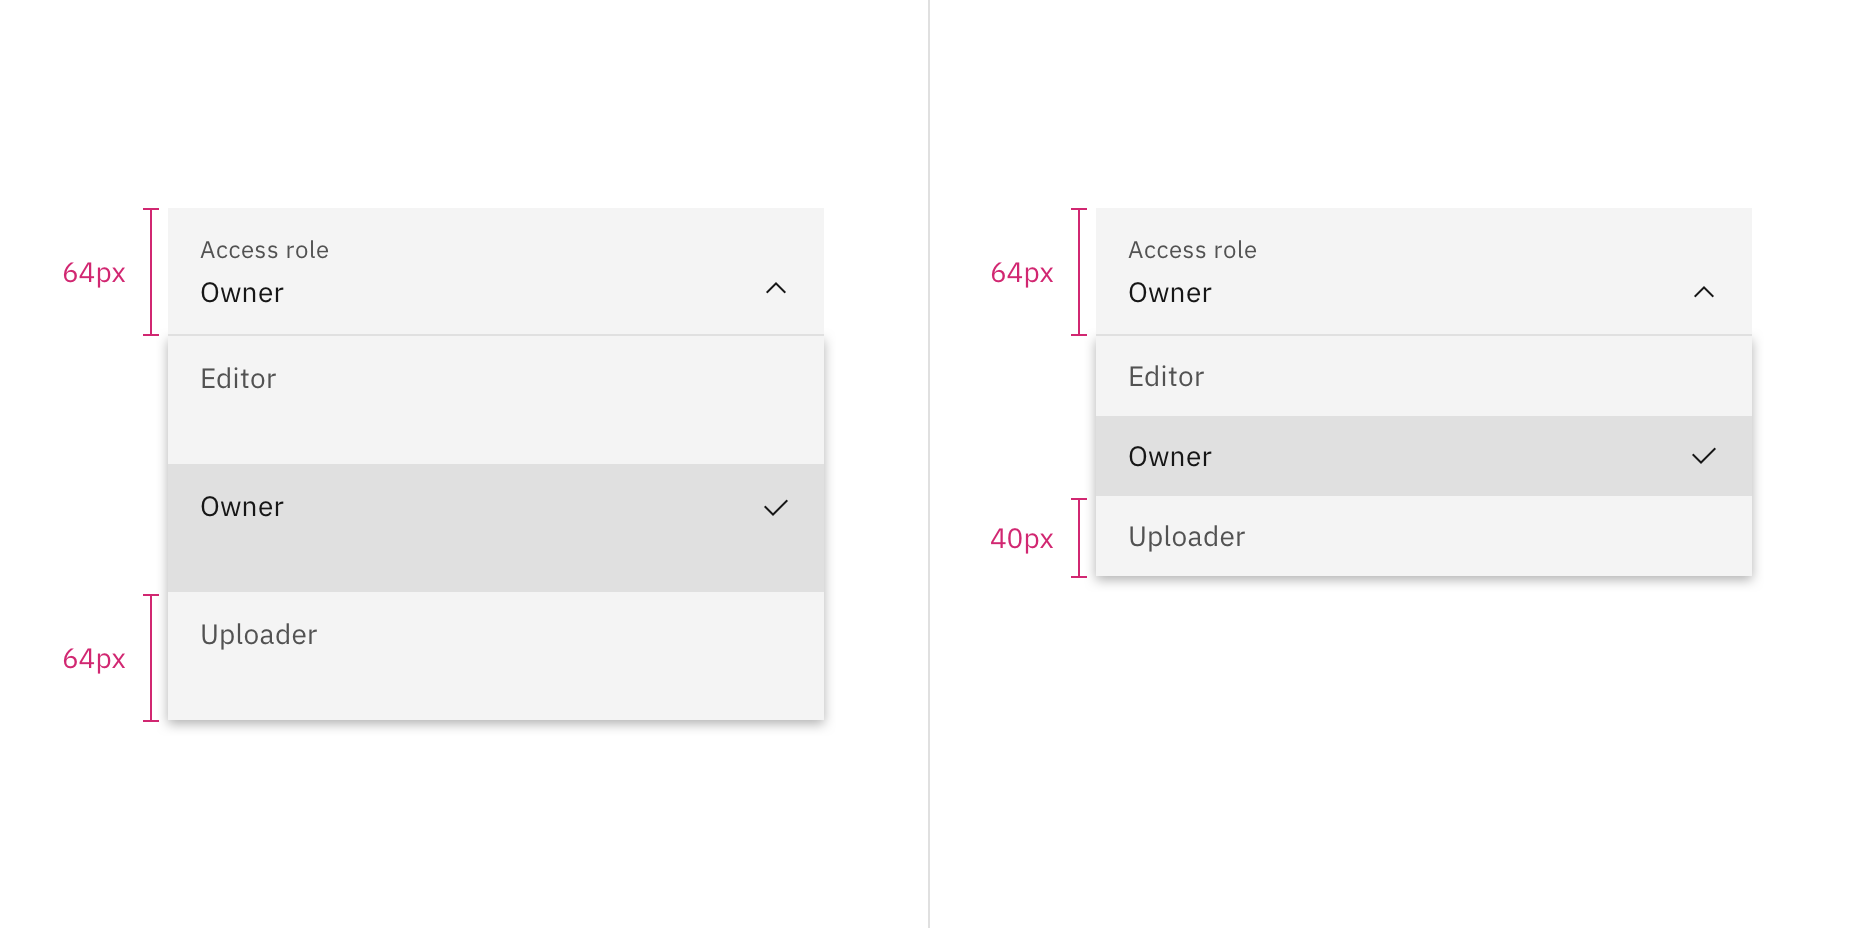 64px
Access role
Owner
Editor
Owner
64px
Uploader
64px
Access role
Owner
Editor
Owner
40px
Uploader